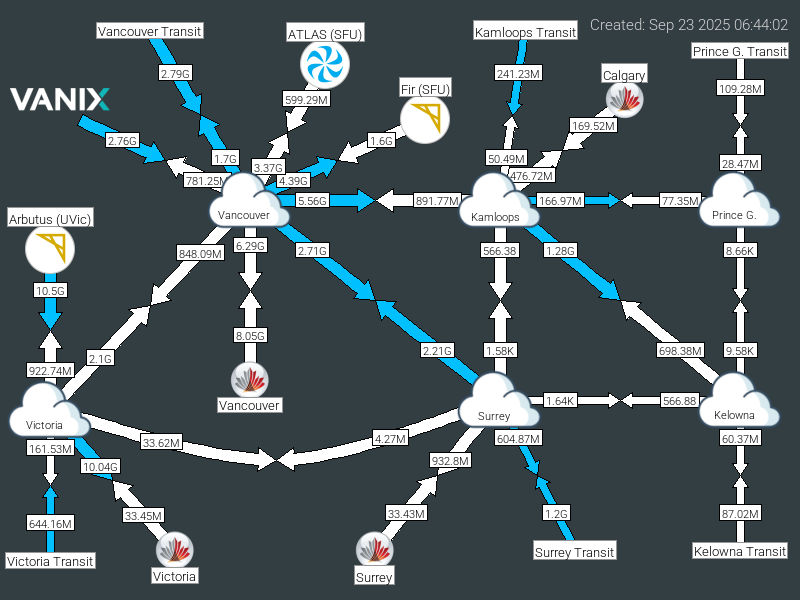 Created: Sep 23 2025 06:44:02
Vancouver Transit
ATLAS (SFU)
Kamloops Transit
Prince G. Transit
2.79G
241.23M
Calgary
109.28M
VANIX
599.29M
Fir (SFU)
169.52M
2.76G
1.6G
1.7G
50.49M
28.47M
3.37G
781.25M
4.39G
476.72M
5.56G
891.77M
166.97M
77.35M
Arbutus (UVic)
Vancouver
Kamloops
Prince G.
848.09M
6.29G
2.71G
566.38
1.28G
8.66K
10.5G
8.05G
2.1G
2.21G
1.58K
698.38M
9.58K
922.74M
Vancouver
1.64K
566.88
Victoria
Surrey
Kelowna
161.53M
33.62M
4.27M
604.87M
60.37M
10.04G
932.8M
644.16M
33.45M
33.43M
1.2G
87.02M
Victoria Transit
Victoria
Surrey
Surrey Transit
Kelowna Transit